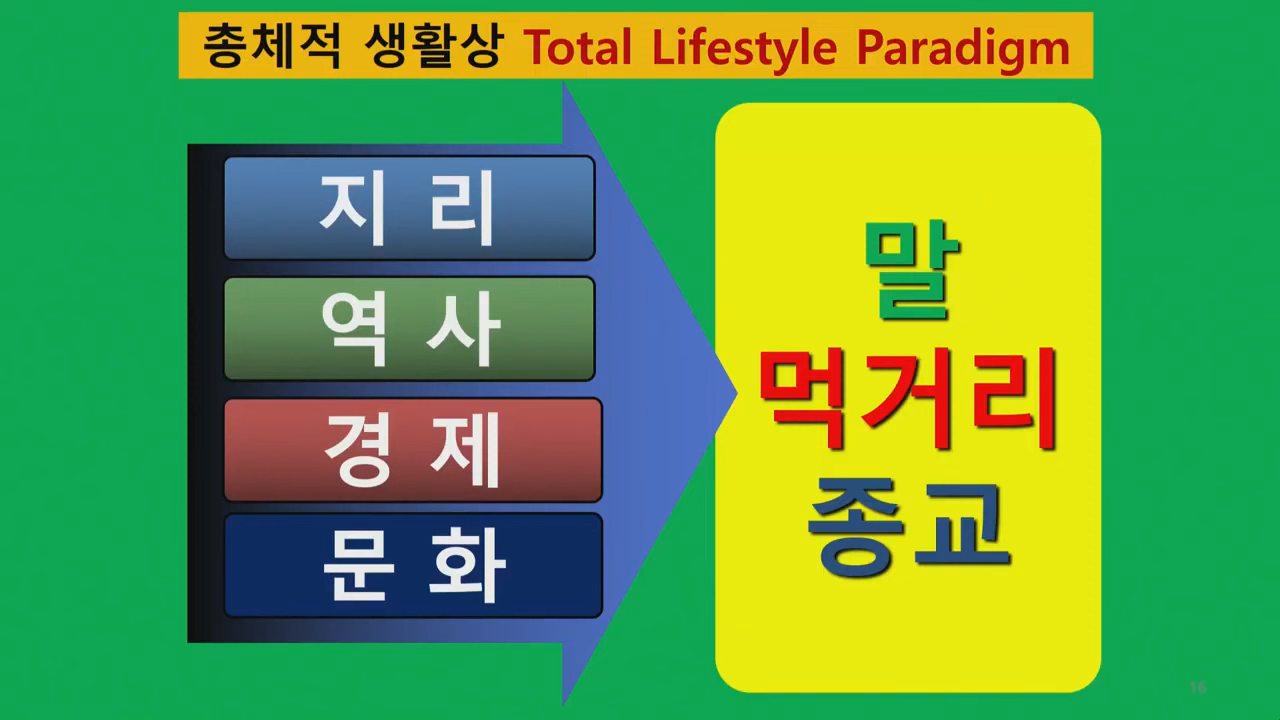 총체적 생활상 Total Lifestyle Paradigm
지 리
역 사
경 제
문 화
말
먹거리
종교
16